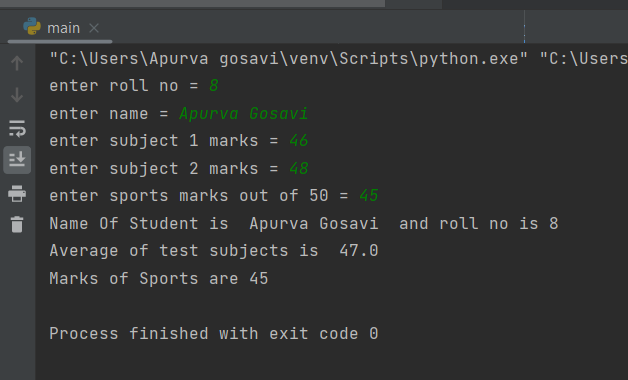 main
"C:\Users\Apurva gosavi\venv\Scripts\python.exe" "C:\Users
enter roll no = 8
enter name = Apurva Gosavi
enter subject 1 marks = 46
enter subject 2 marks = 48
enter sports marks out of 50 = 45
Name Of Student is  Apurva Gosavi  and roll no is 8
Average of test subjects is  47.0
Marks of Sports are 45
Process finished with exit code 0